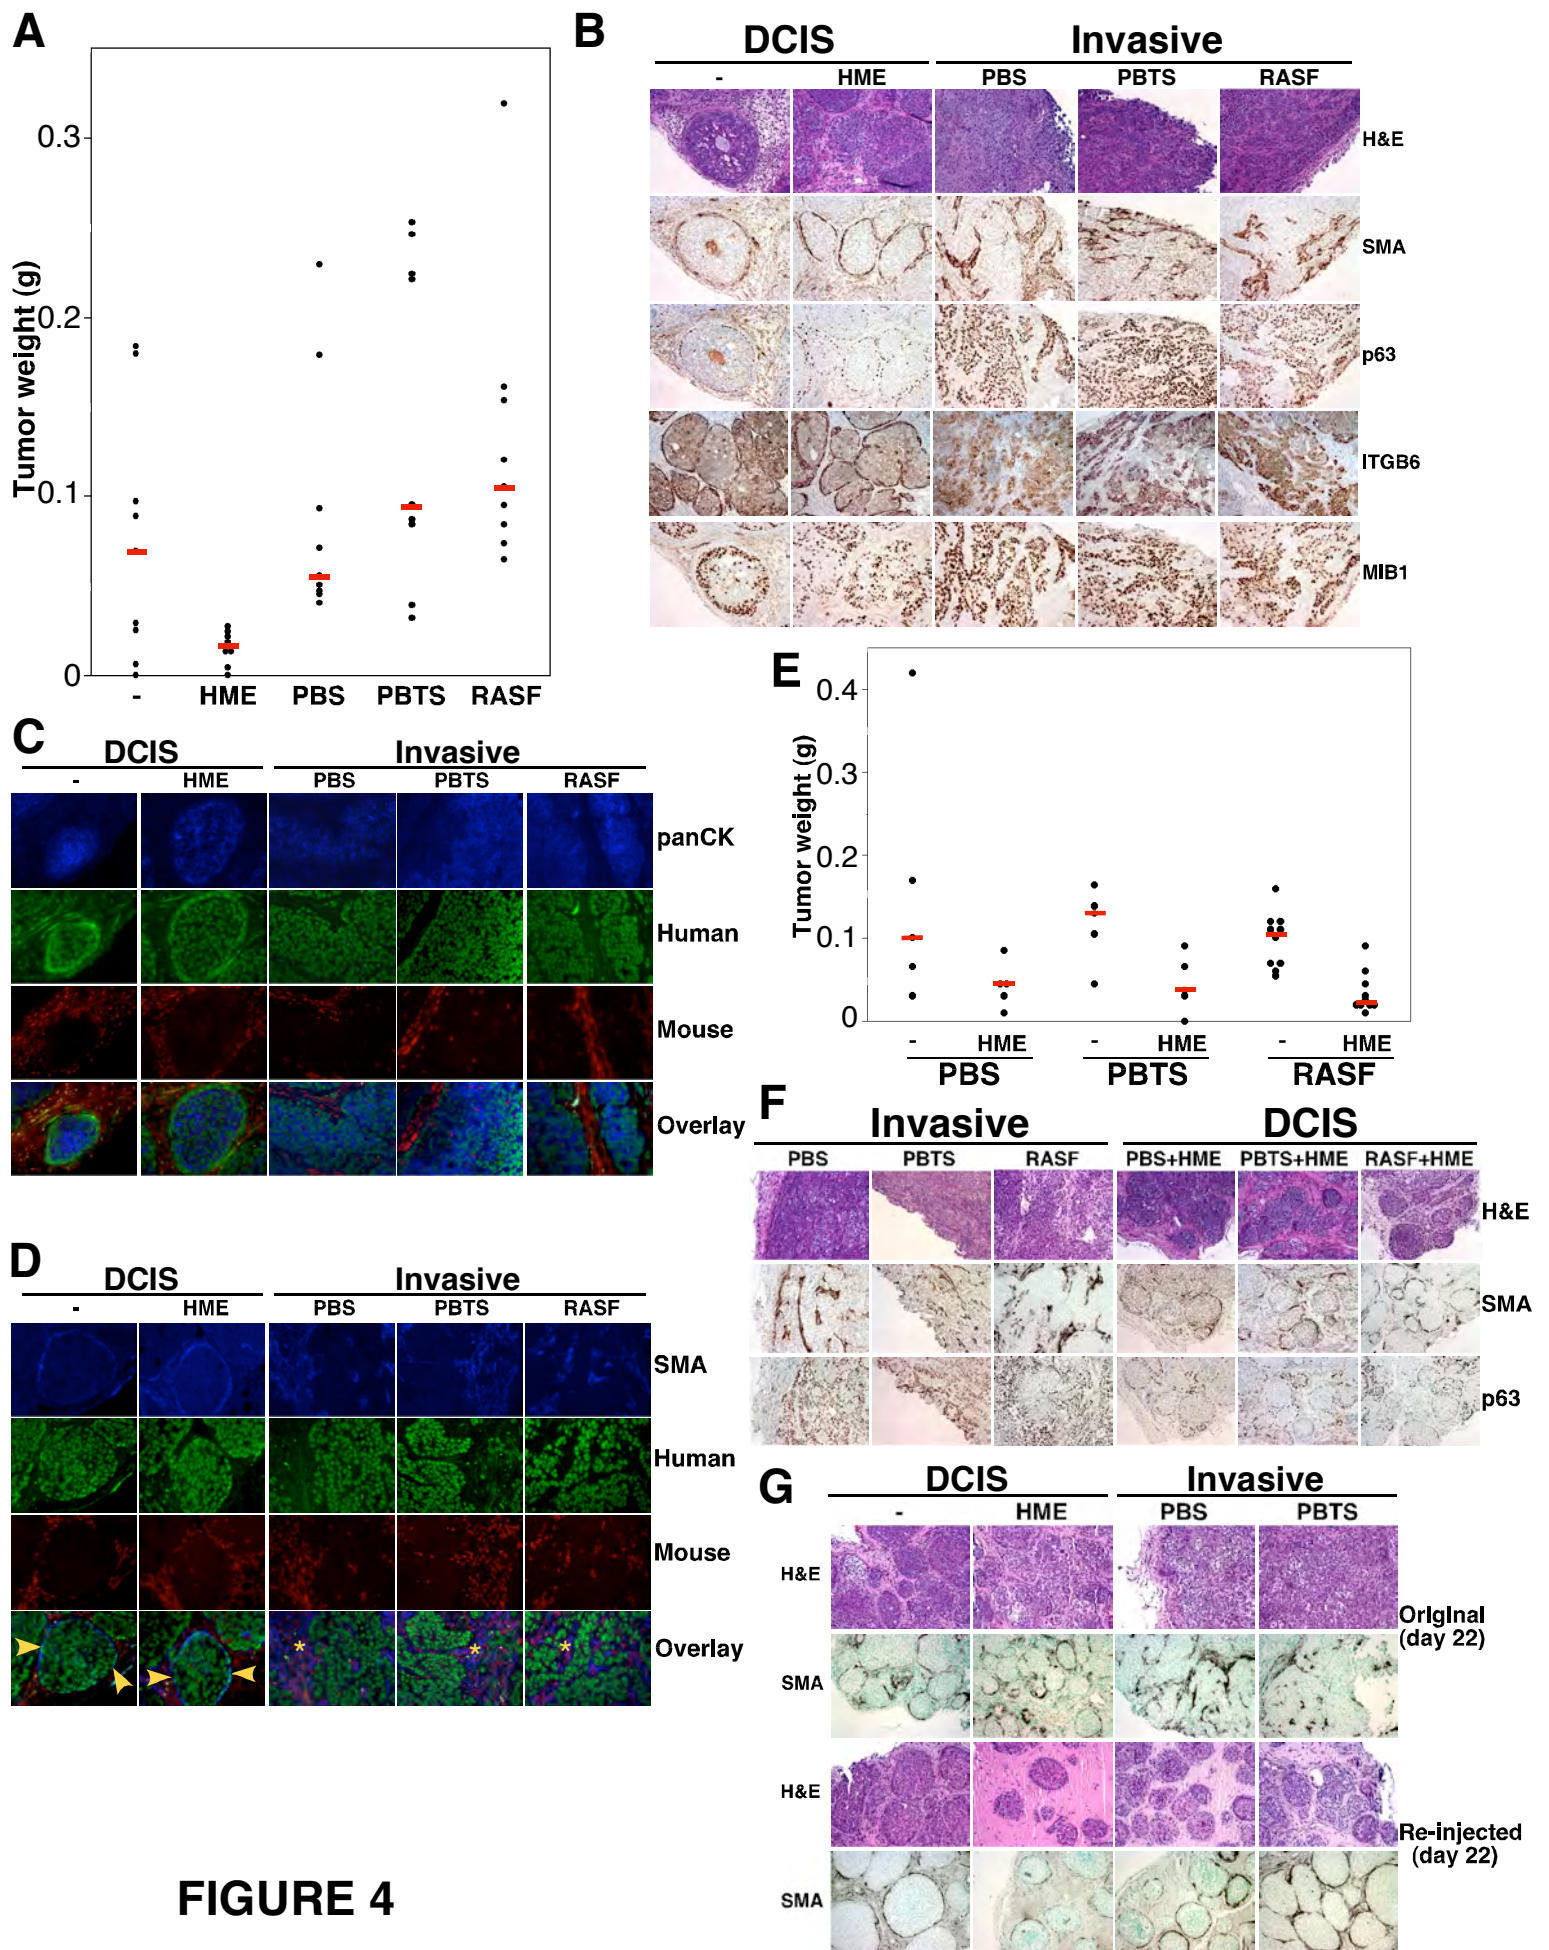 A
0.3
0.2
0.1
0
Tumor weight (g)
- HME PBS PBTS RASF
B
DCIS Invasive
- HME PBS PBTS RASF
H&E
SMA
p63
ITGB6
MIB1
C
DCIS Invasive
- HME PBS PBTS RASF
panCK
Human
Mouse
Overlay
D
DCIS Invasive
- HME PBS PBTS RASF
SMA
Human
Mouse
Overlay
* * *
E
0.4
0.3
0.2
0.1
0
Tumor weight (g)
- HME - HME - HME
PBS PBTS RASF
F
Invasive DCIS
PBS PBTS RASF PBS+HME PBTS+HME RASF+HME
H&E
SMA
p63
G
DCIS Invasive
- HME PBS PBTS
H&E
SMA
Original
(day 22)
H&E
SMA
Re-injected
(day 22)
FIGURE 4